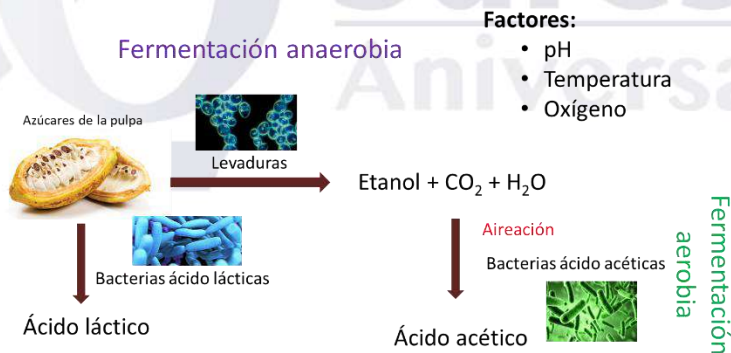 Factores:
• pH
• Temperatura
• Oxígeno
Fermentación anaerobia
Azúcares de la pulpa
Levaduras
Etanol + CO₂ + H₂O
Bacterias ácido lácticas
Ácido láctico
Aireación
Bacterias ácido acéticas
Ácido acético
Fermentación
aerobia